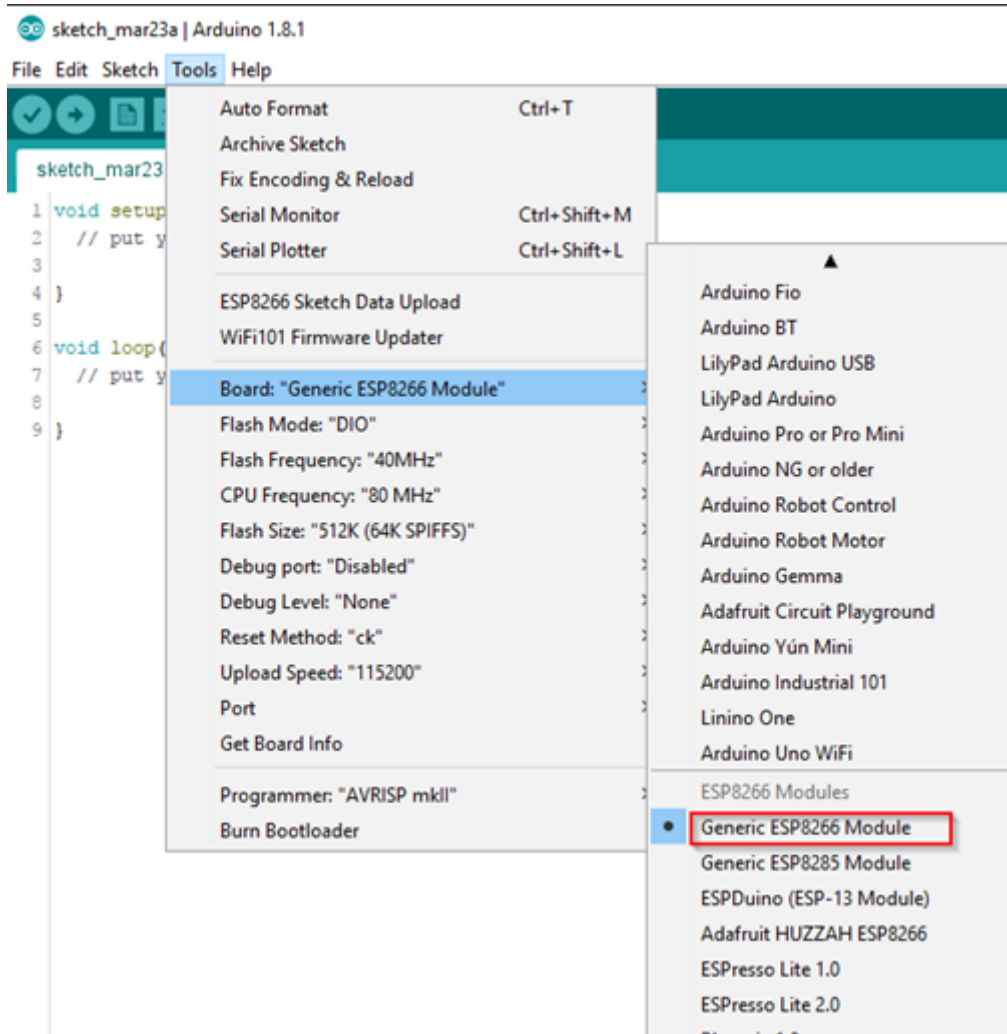 sketch_mar23a | Arduino 1.8.1
File Edit Sketch Tools Help
sketch_mar23
1 void setup
2 // put y
3
4 }
5
6 void loop(
7 // put y
8
9 }
Auto Format Ctrl+T
Archive Sketch
Fix Encoding & Reload
Serial Monitor Ctrl+Shift+M
Serial Plotter Ctrl+Shift+L
ESP8266 Sketch Data Upload
WiFi101 Firmware Updater
Board: "Generic ESP8266 Module"
Flash Mode: "DIO"
Flash Frequency: "40MHz"
CPU Frequency: "80 MHz"
Flash Size: "512K (64K SPIFFS)"
Debug port: "Disabled"
Debug Level: "None"
Reset Method: "ck"
Upload Speed: "115200"
Port
Get Board Info
Programmer: "AVRISP mkII"
Burn Bootloader
Arduino Fio
Arduino BT
LilyPad Arduino USB
LilyPad Arduino
Arduino Pro or Pro Mini
Arduino NG or older
Arduino Robot Control
Arduino Robot Motor
Arduino Gemma
Adafruit Circuit Playground
Arduino Yún Mini
Arduino Industrial 101
Linino One
Arduino Uno WiFi
ESP8266 Modules
Generic ESP8266 Module
Generic ESP8285 Module
ESPDuino (ESP-13 Module)
Adafruit HUZZAH ESP8266
ESPresso Lite 1.0
ESPresso Lite 2.0